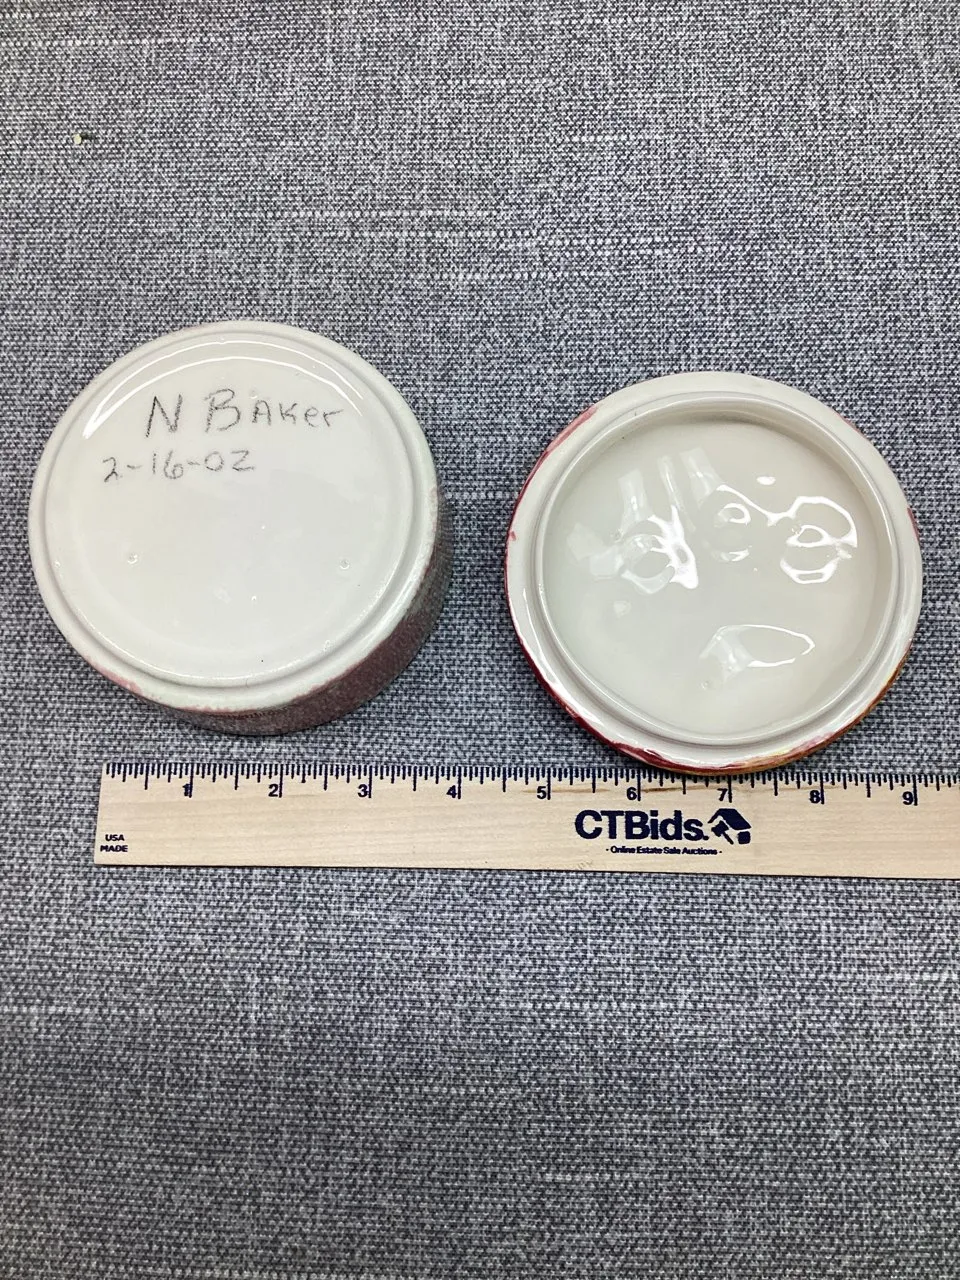 N BAKer
2-16-02
1 2 3 4 5 6 7 8 9
USA
MADE
CTBids.
- Online Estate Sale Auctions -